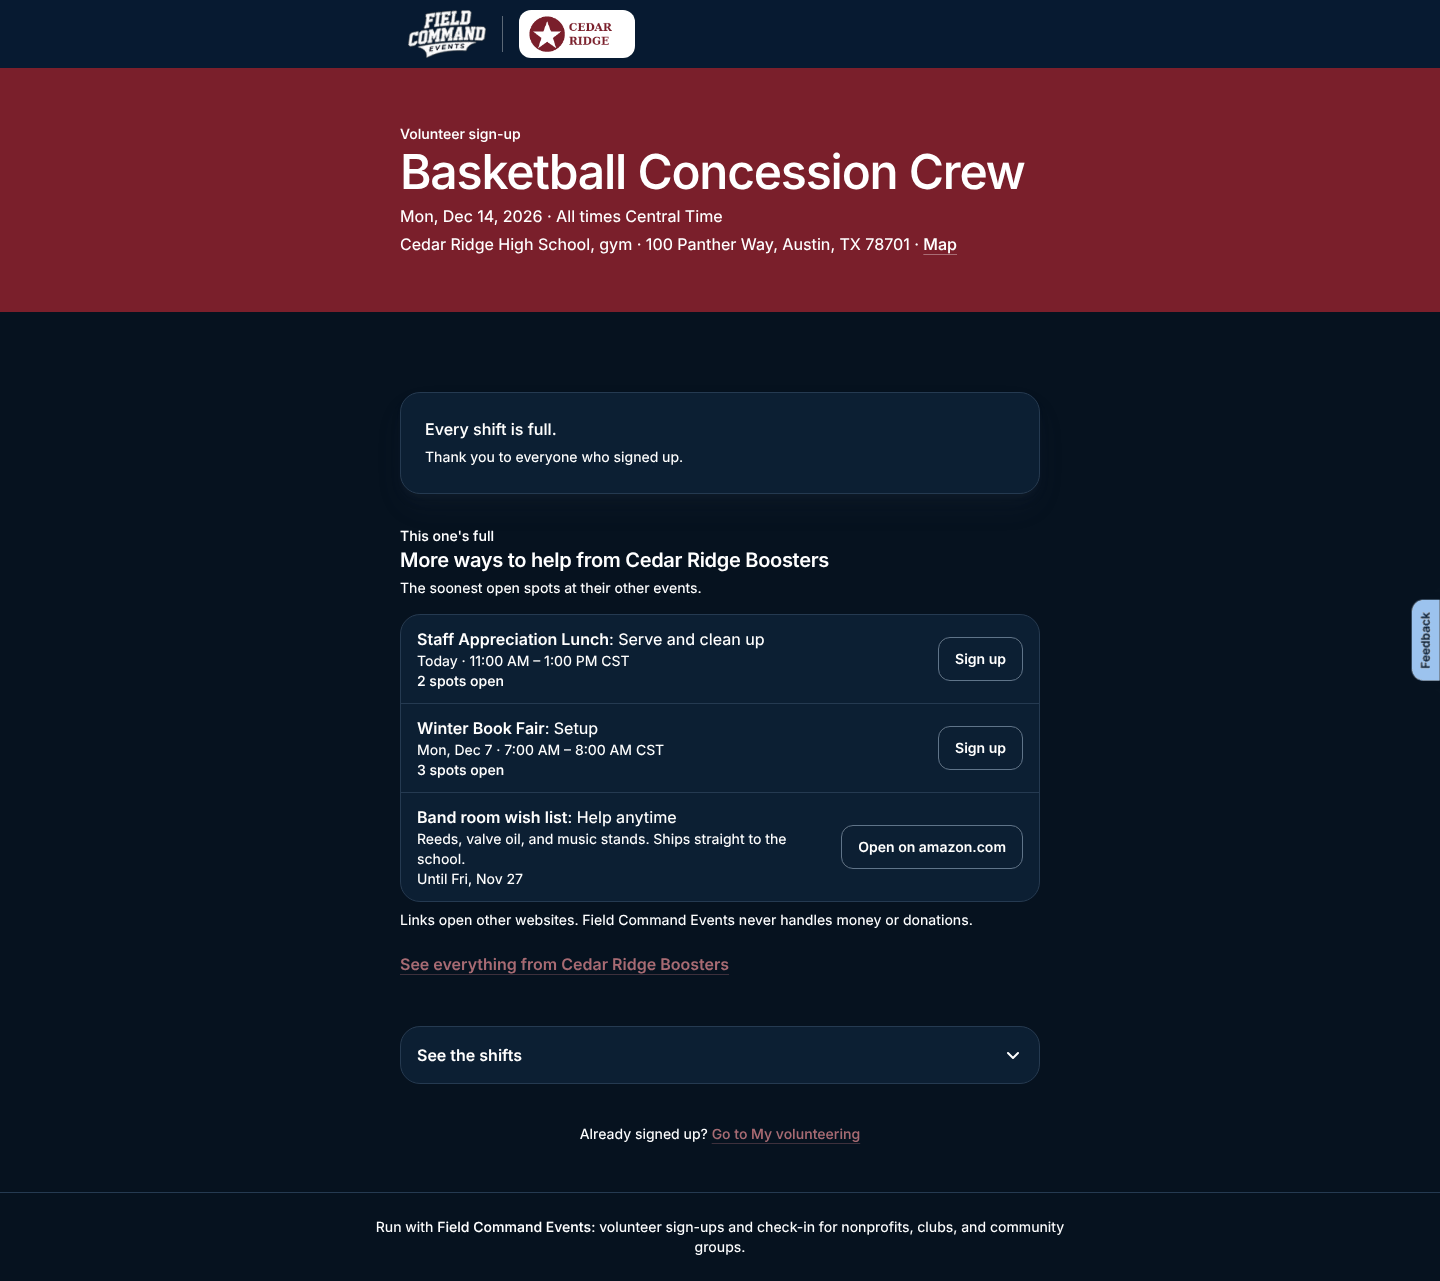 FIELD
COMMAND
EVENTS
CEDAR
RIDGE
Volunteer sign-up
Basketball Concession Crew
Mon, Dec 14, 2026 · All times Central Time
Cedar Ridge High School, gym · 100 Panther Way, Austin, TX 78701 · Map
Every shift is full.
Thank you to everyone who signed up.
This one's full
More ways to help from Cedar Ridge Boosters
The soonest open spots at their other events.
Staff Appreciation Lunch: Serve and clean up
Today · 11:00 AM – 1:00 PM CST
2 spots open
Sign up
Winter Book Fair: Setup
Mon, Dec 7 · 7:00 AM – 8:00 AM CST
3 spots open
Sign up
Band room wish list: Help anytime
Reeds, valve oil, and music stands. Ships straight to the
school.
Until Fri, Nov 27
Open on amazon.com
Links open other websites. Field Command Events never handles money or donations.
See everything from Cedar Ridge Boosters
See the shifts
Already signed up? Go to My volunteering
Run with Field Command Events: volunteer sign-ups and check-in for nonprofits, clubs, and community
groups.
Feedback